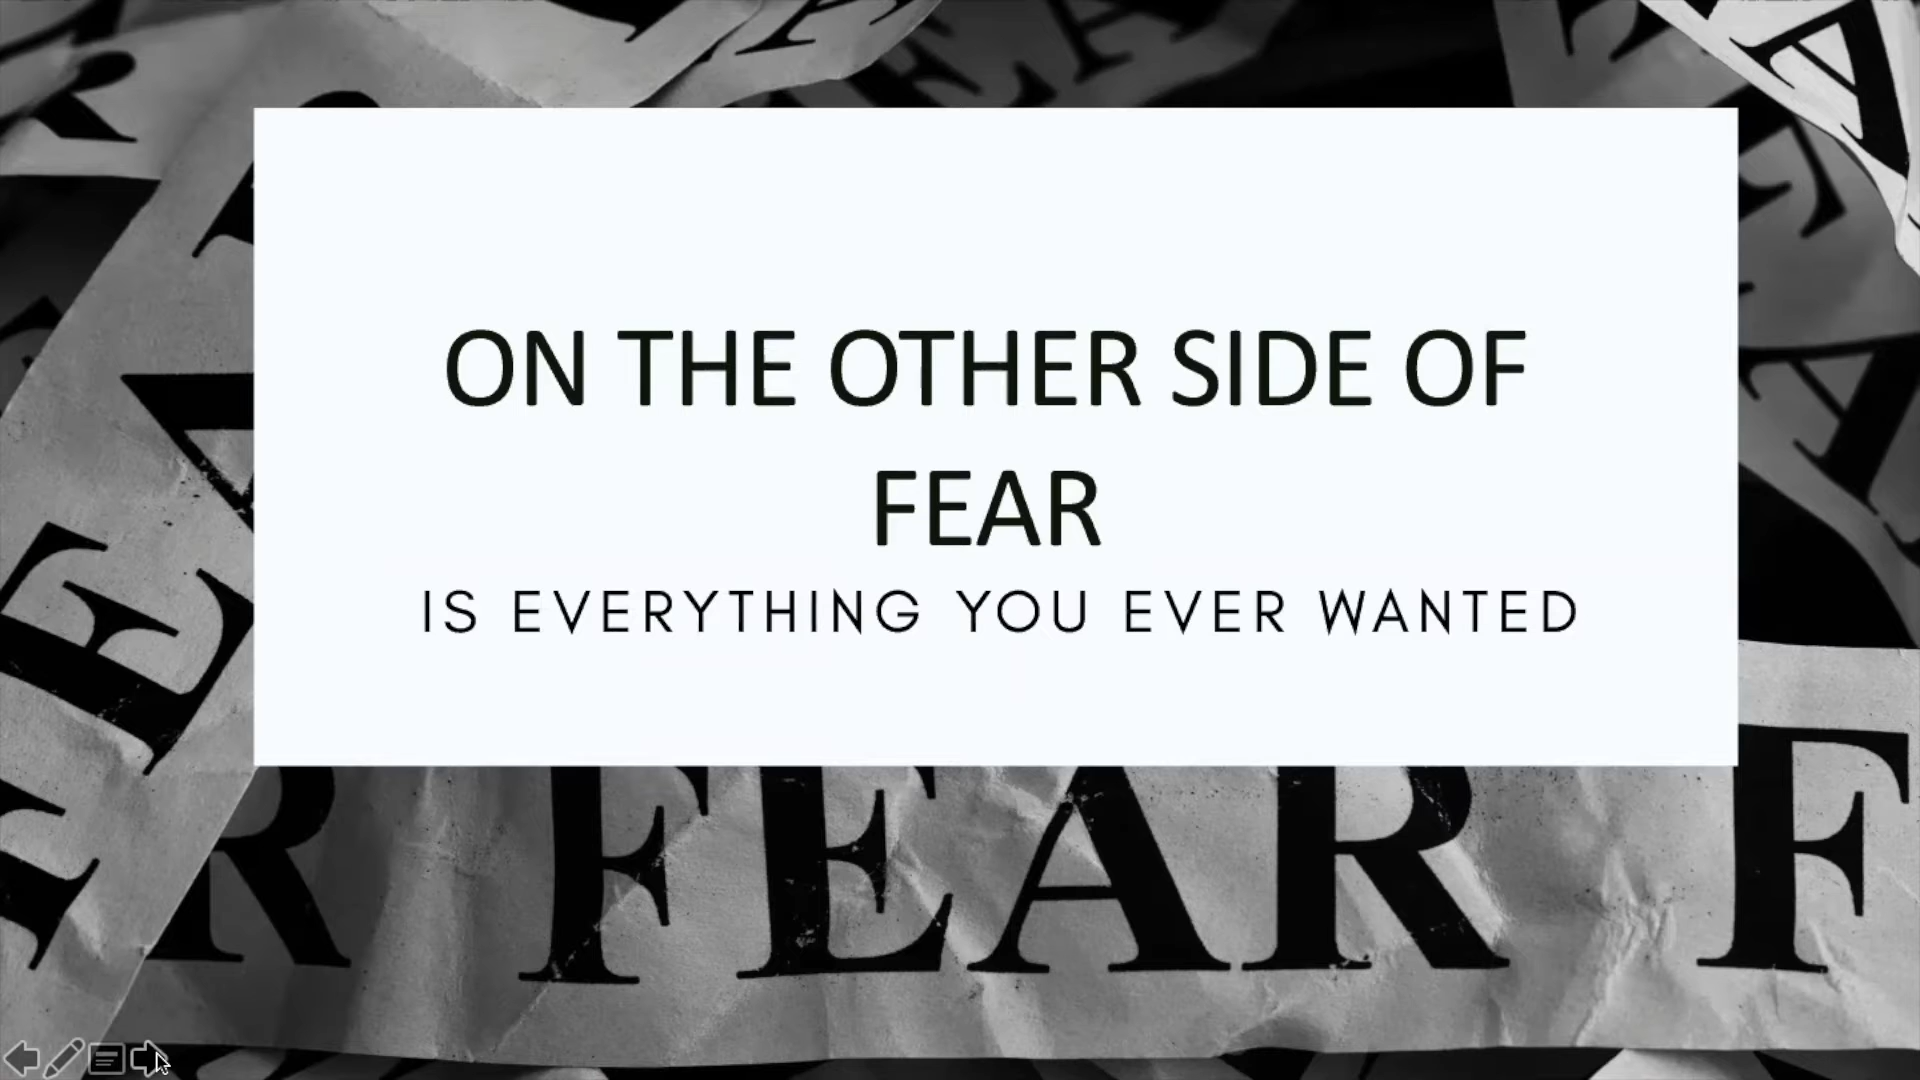 ON THE OTHER SIDE OF
FEAR
IS EVERYTHING YOU EVER WANTED
R FEAR F